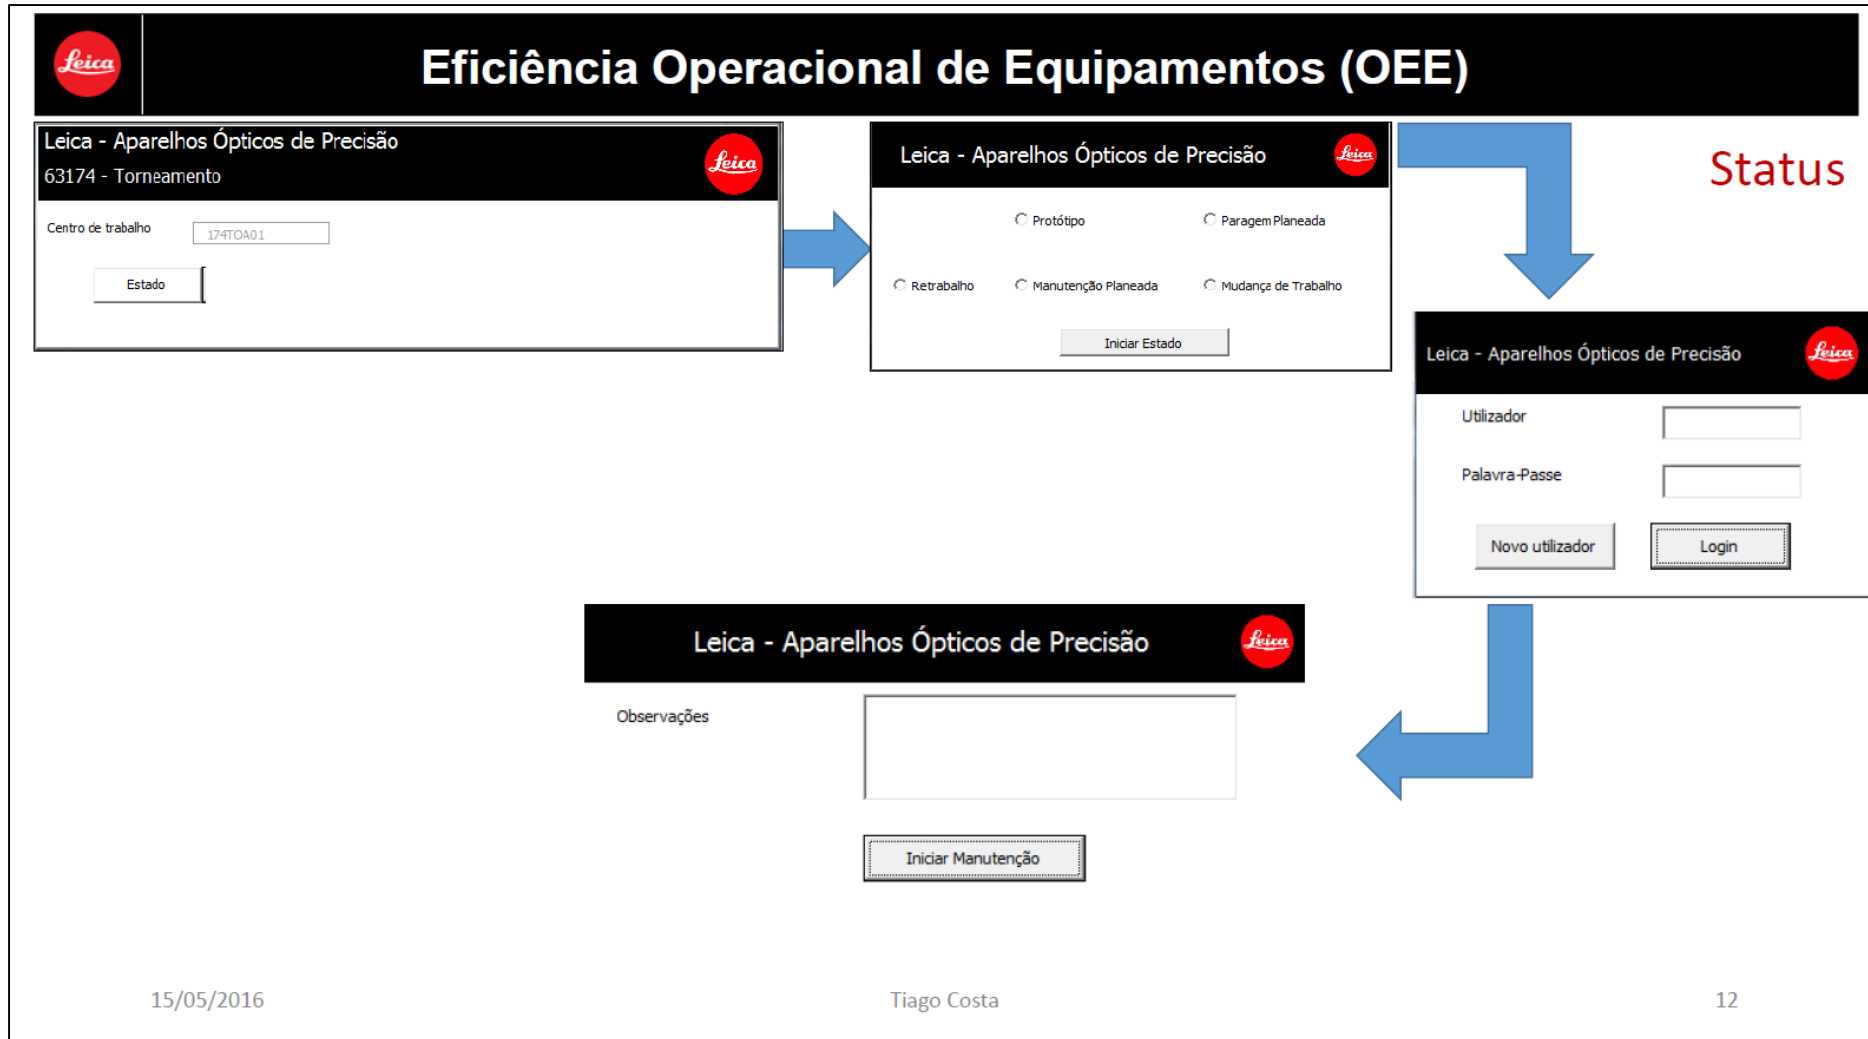 Leica
Eficiência Operacional de Equipamentos (OEE)
Leica - Aparelhos Ópticos de Precisão
63174 - Torneamento
Leica
Centro de trabalho
174TOA01
Estado
Leica - Aparelhos Ópticos de Precisão
Leica
Protótipo
Paragem Planeada
Retrabalho
Manutenção Planeada
Mudança de Trabalho
Iniciar Estado
Status
Leica - Aparelhos Ópticos de Precisão
Leica
Utilizador
Palavra-Passe
Novo utilizador
Login
Leica - Aparelhos Ópticos de Precisão
Leica
Observações
Iniciar Manutenção
15/05/2016
Tiago Costa
12